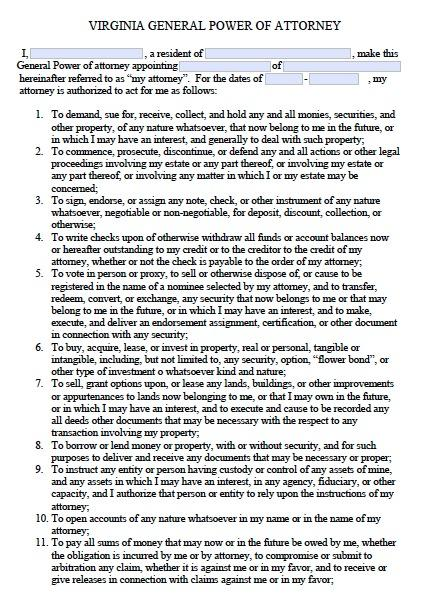 VIRGINIA GENERAL POWER OF ATTORNEY
I, , a resident of , make this
General Power of attorney appointing of
hereinafter referred to as “my attorney”. For the dates of - , my
attorney is authorized to act for me as follows:
1. To demand, sue for, receive, collect, and hold any and all monies, securities, and
other property, of any nature whatsoever, that now belong to me in the future, or
in which I may have an interest, and generally to deal with such property;
2. To commence, prosecute, discontinue, or defend any and all actions or other legal
proceedings involving my estate or any part thereof, or involving my estate or
any part thereof, or involving any matter in which I or my estate may be
concerned;
3. To sign, endorse, or assign any note, check, or other instrument of any nature
whatsoever, negotiable or non-negotiable, for deposit, discount, collection, or
otherwise;
4. To write checks upon of otherwise withdraw all funds or account balances now
or hereafter outstanding to my credit or to the creditor to the credit of my
attorney, whether or not the check is payable to the order of my attorney;
5. To vote in person or proxy, to sell or otherwise dispose of, or cause to be
registered in the name of a nominee selected by my attorney, and to transfer,
redeem, convert, or exchange, any security that now belongs to me or that may
belong to me in the future, or in which I may have an interest, and to make,
execute, and deliver an endorsement assignment, certification, or other document
in connection with any security;
6. To buy, acquire, lease, or invest in property, real or personal, tangible or
intangible, including, but not limited to, any security, option, “flower bond”, or
other type of investment o whatsoever kind and nature;
7. To sell, grant options upon, or lease any lands, buildings, or other improvements
or appurtenances to lands now belonging to me, or that I may own in the future,
or in which I may have an interest, and to execute and cause to be recorded any
all deeds other documents that may be necessary with the respect to any
transaction involving my property;
8. To borrow or lend money or property, with or without security, and for such
purposes to deliver and receive any documents that may be necessary or proper;
9. To instruct any entity or person having custody or control of any assets of mine,
and any assets in which I may have an interest, in any agency, fiduciary, or other
capacity, and I authorize that person or entity to rely upon the instructions of my
attorney;
10. To open accounts of any nature whatsoever in my name or in the name of my
attorney;
11. To pay all sums of money that may now or in the future be owed by me, whether
the obligation is incurred by me or by attorney, to compromise or submit to
arbitration any claim, whether it is against me or in my favor, and to receive or
give releases in connection with claims against me or in my favor;